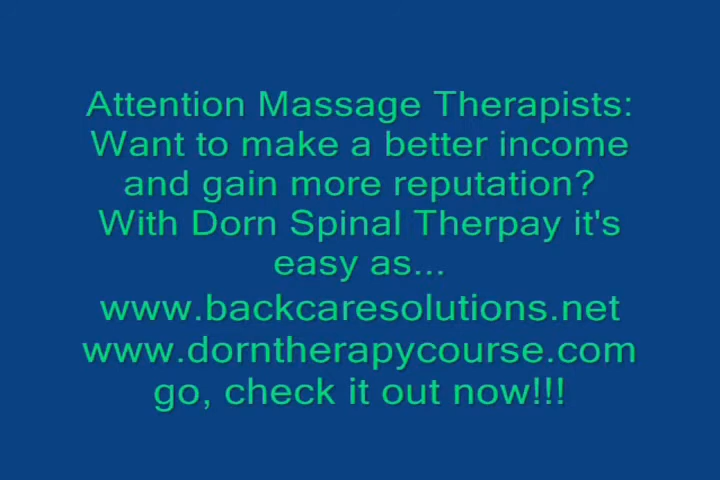 Attention Massage Therapists:
Want to make a better income
and gain more reputation?
With Dorn Spinal Therpay it's
easy as...
www.backcaresolutions.net
www.dorntherapycourse.com
go, check it out now!!!